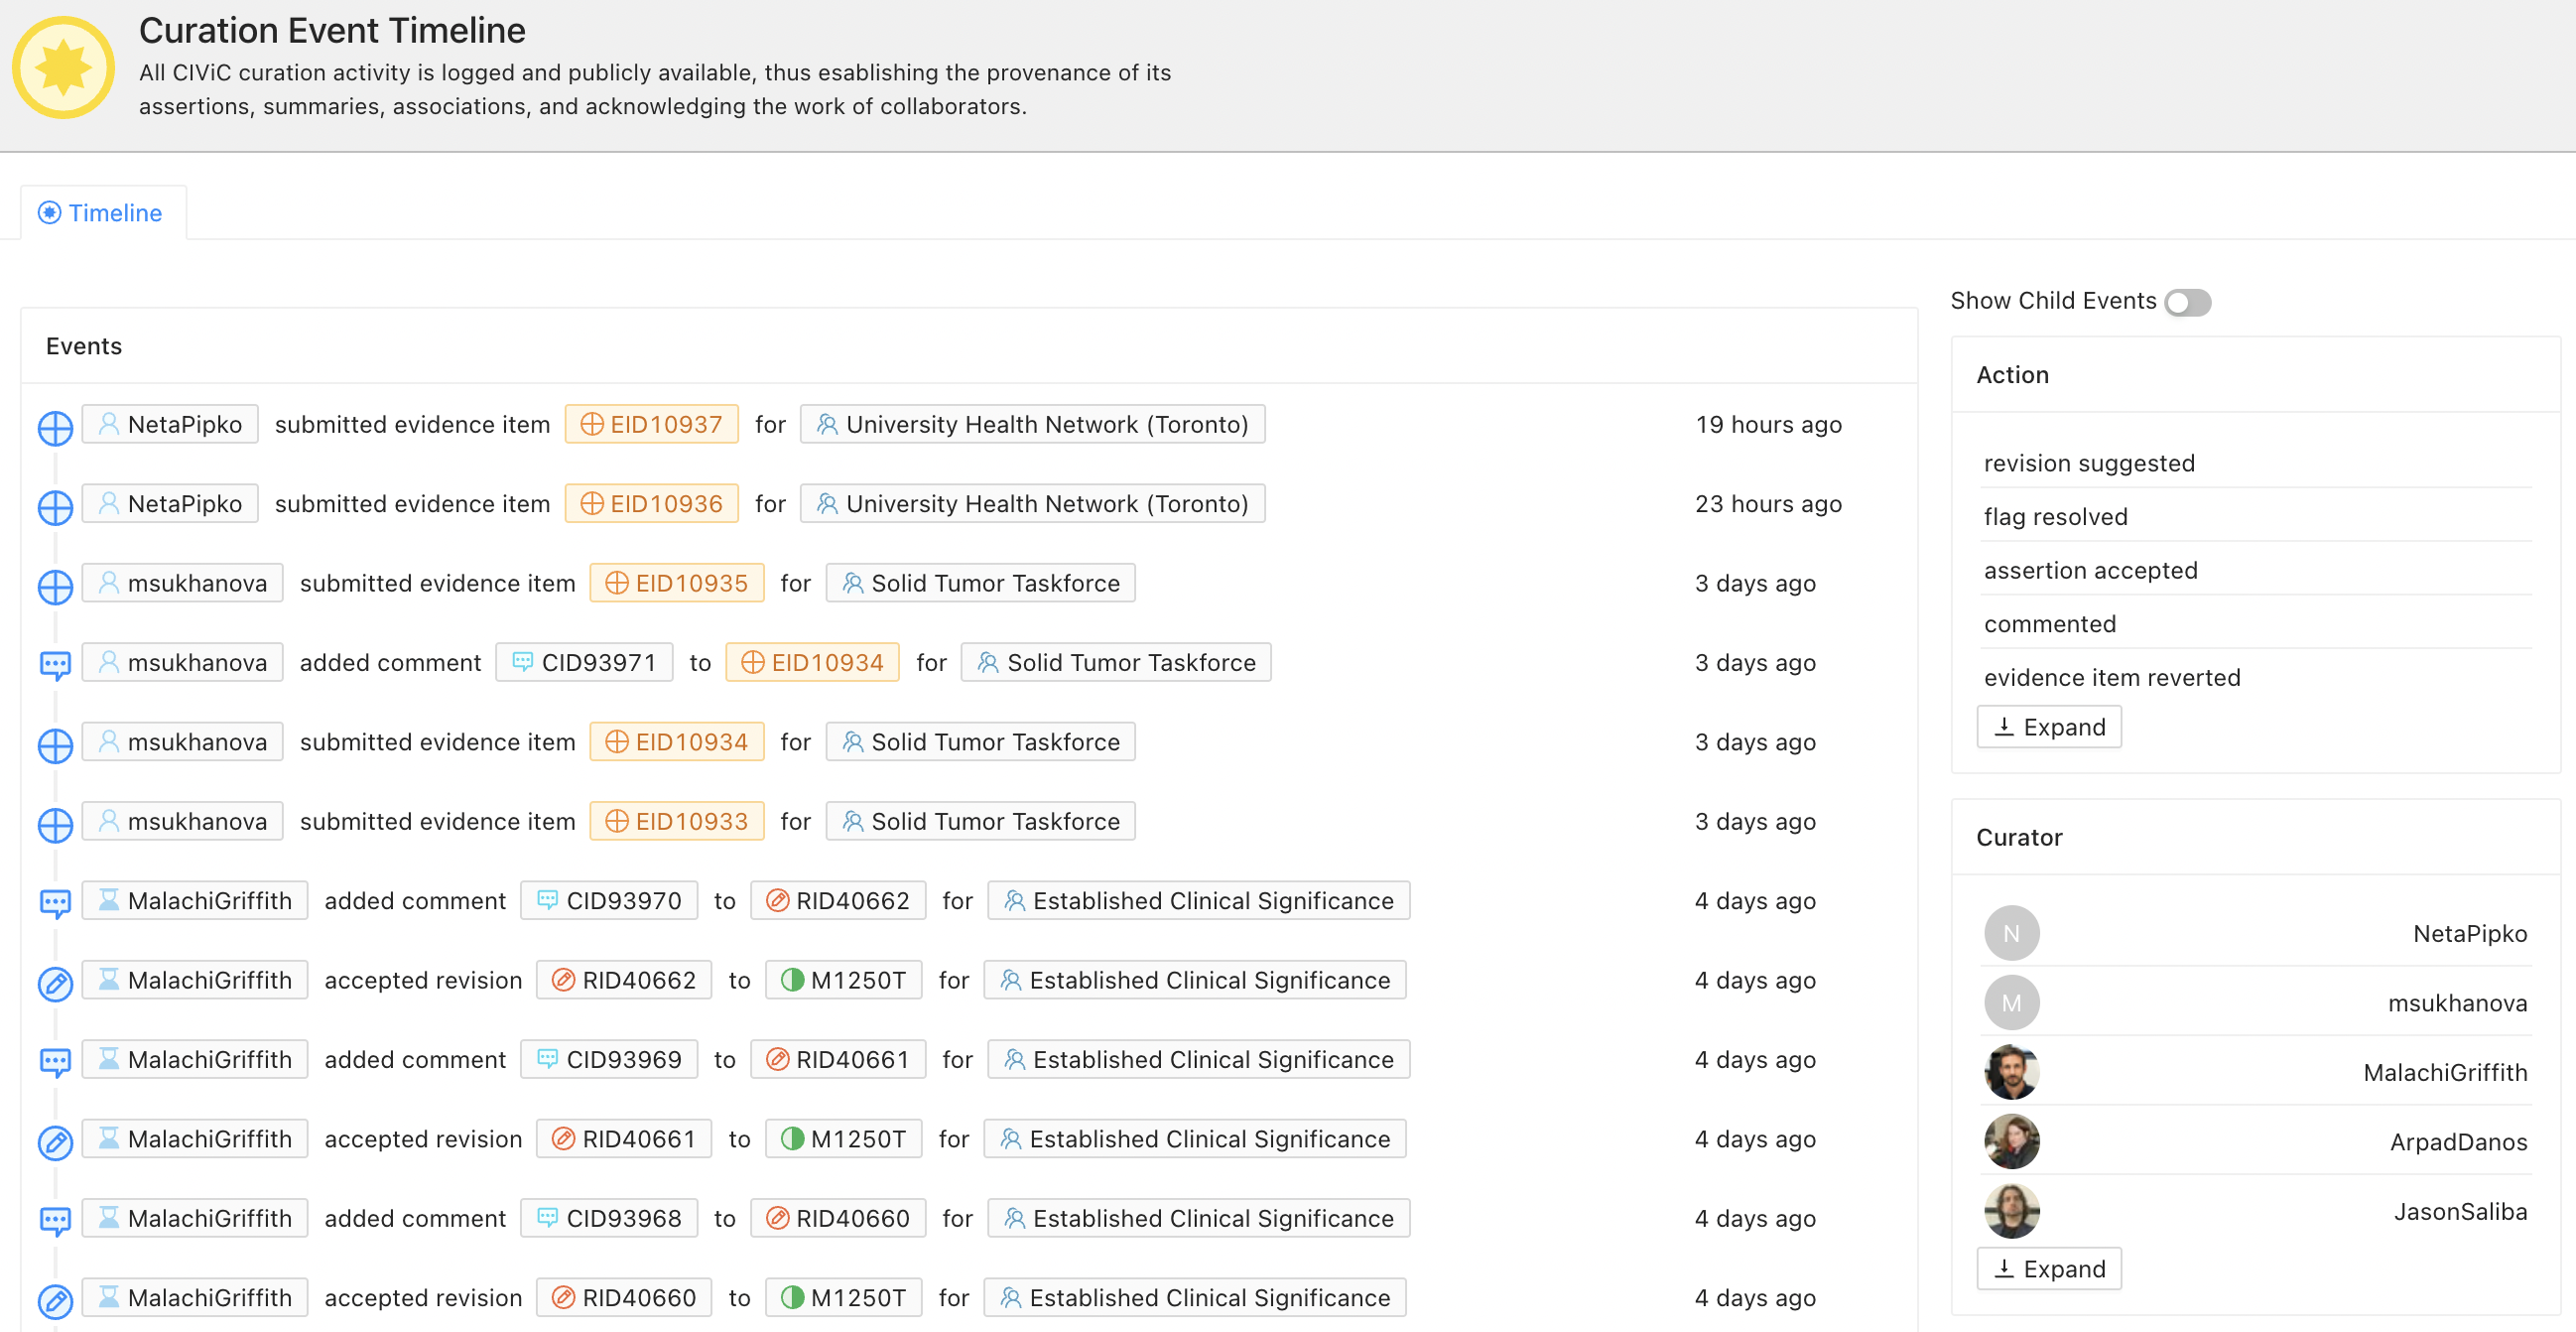 Curation Event Timeline
All CIViC curation activity is logged and publicly available, thus esablishing the provenance of its
assertions, summaries, associations, and acknowledging the work of collaborators.
Timeline
Events
NetaPipko submitted evidence item EID10937 for University Health Network (Toronto) 19 hours ago
NetaPipko submitted evidence item EID10936 for University Health Network (Toronto) 23 hours ago
msukhanova submitted evidence item EID10935 for Solid Tumor Taskforce 3 days ago
msukhanova added comment CID93971 to EID10934 for Solid Tumor Taskforce 3 days ago
msukhanova submitted evidence item EID10934 for Solid Tumor Taskforce 3 days ago
msukhanova submitted evidence item EID10933 for Solid Tumor Taskforce 3 days ago
MalachiGriffith added comment CID93970 to RID40662 for Established Clinical Significance 4 days ago
MalachiGriffith accepted revision RID40662 to M1250T for Established Clinical Significance 4 days ago
MalachiGriffith added comment CID93969 to RID40661 for Established Clinical Significance 4 days ago
MalachiGriffith accepted revision RID40661 to M1250T for Established Clinical Significance 4 days ago
MalachiGriffith added comment CID93968 to RID40660 for Established Clinical Significance 4 days ago
MalachiGriffith accepted revision RID40660 to M1250T for Established Clinical Significance 4 days ago
Show Child Events
Action
revision suggested
flag resolved
assertion accepted
commented
evidence item reverted
Expand
Curator
N NetaPipko
M msukhanova
MalachiGriffith
ArpadDanos
JasonSaliba
Expand